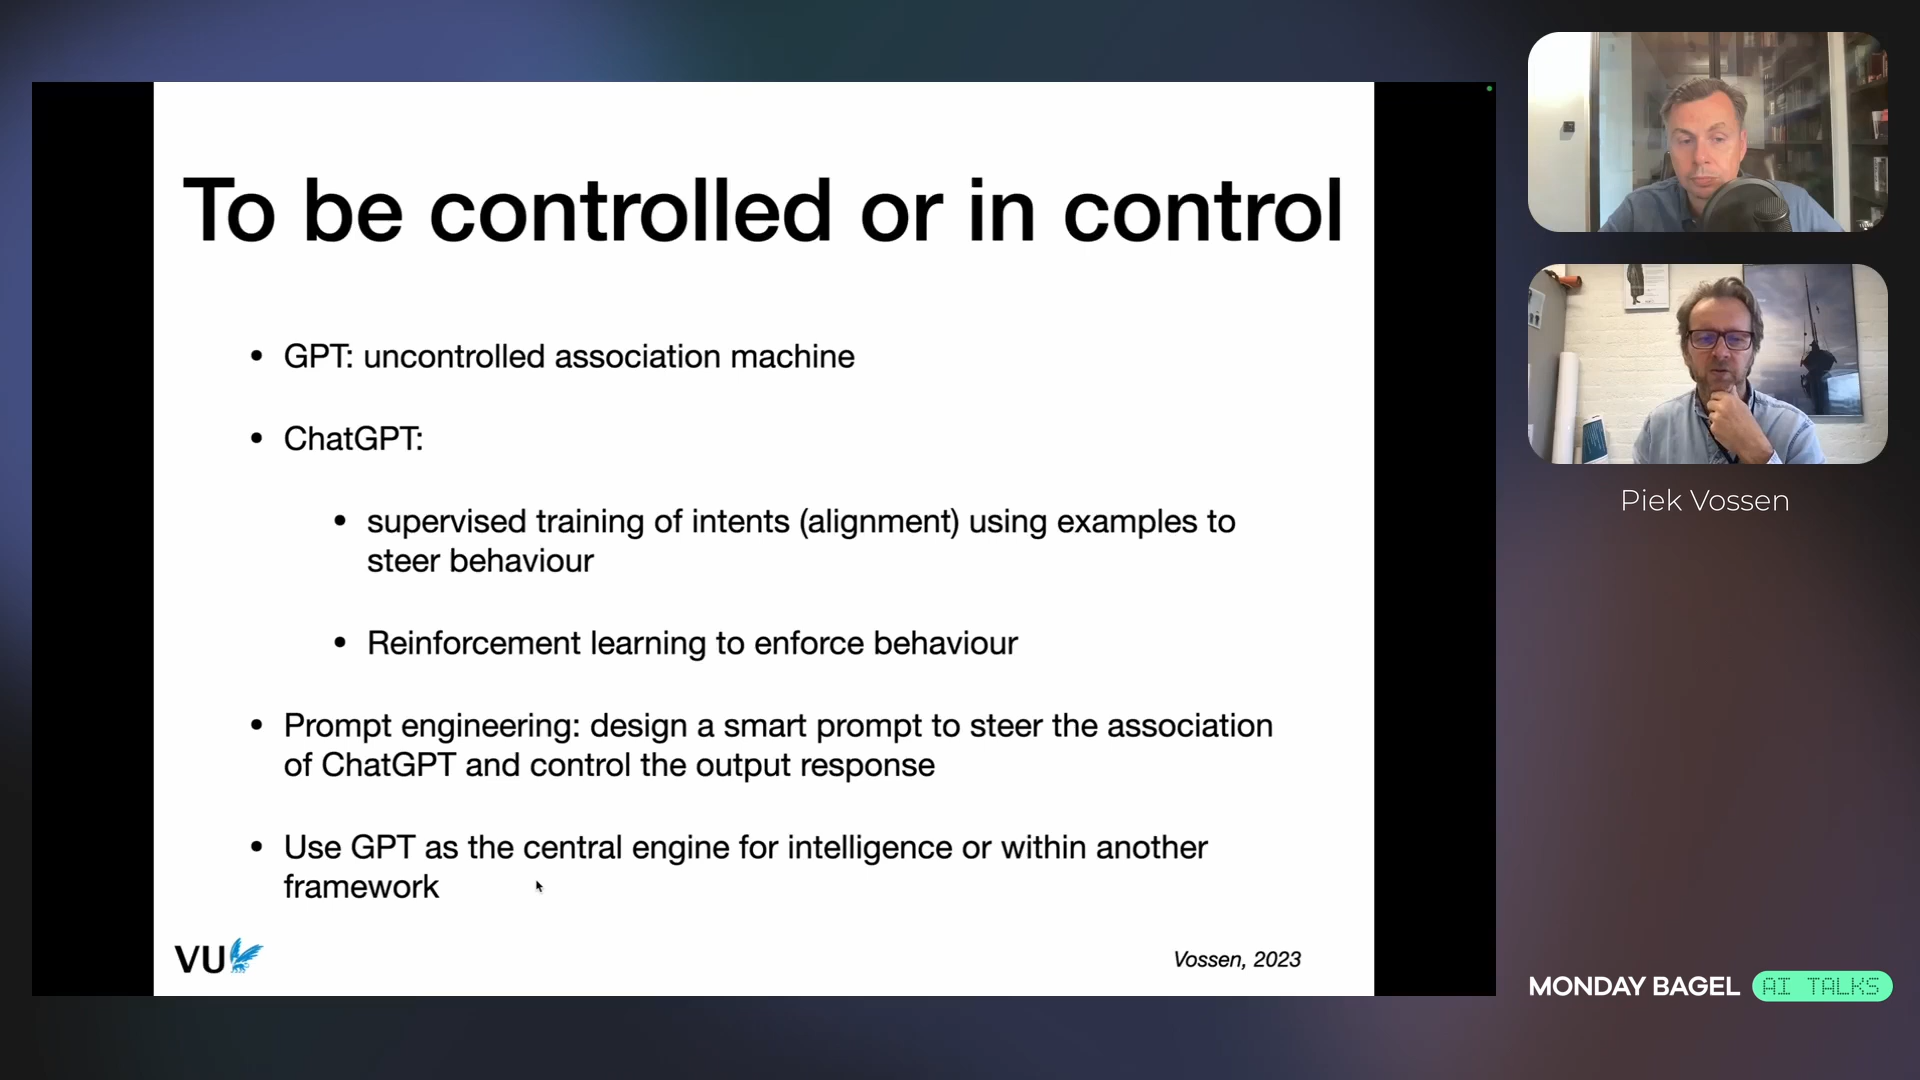 To be controlled or in control
• GPT: uncontrolled association machine
• ChatGPT:
• supervised training of intents (alignment) using examples to
steer behaviour
• Reinforcement learning to enforce behaviour
• Prompt engineering: design a smart prompt to steer the association
of ChatGPT and control the output response
• Use GPT as the central engine for intelligence or within another
framework
VU
Vossen, 2023
Piek Vossen
MONDAY BAGEL AI TALKS